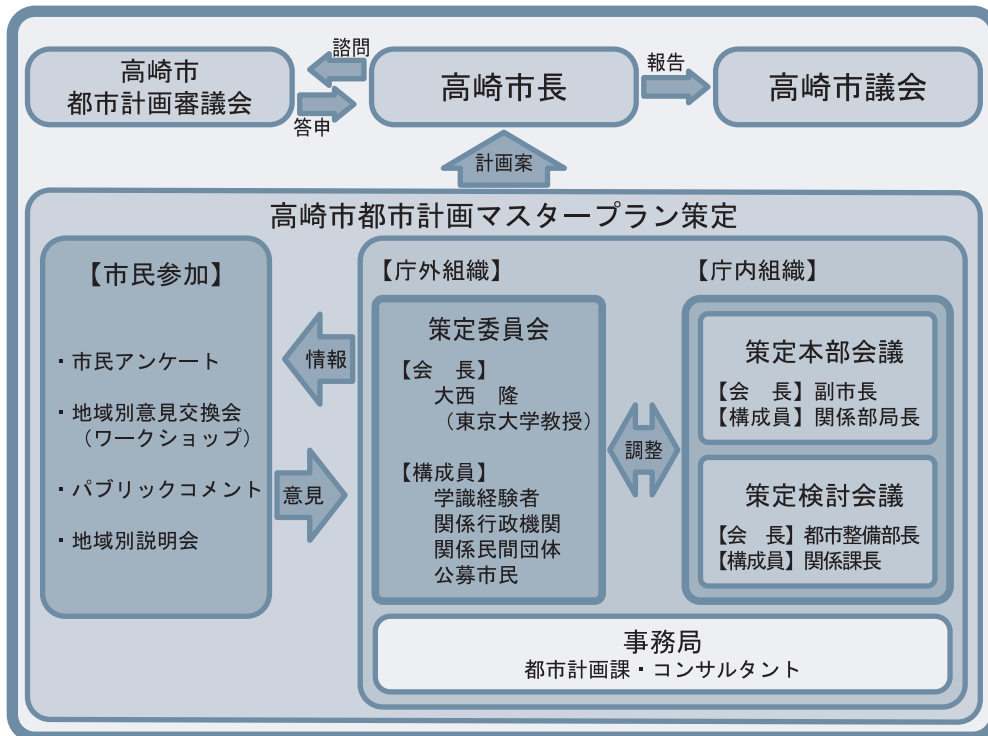 高崎市
都市計画審議会
諮問
答申
高崎市長
報告
高崎市議会
計画案
高崎市都市計画マスタープラン策定
【市民参加】
・市民アンケート
・地域別意見交換会
（ワークショップ）
・パブリックコメント
・地域別説明会
情報
意見
【庁外組織】
策定委員会
【会　長】
大西　隆
（東京大学教授）
【構成員】
学識経験者
関係行政機関
関係民間団体
公募市民
調整
【庁内組織】
策定本部会議
【会　長】副市長
【構成員】関係部局長
策定検討会議
【会　長】都市整備部長
【構成員】関係課長
事務局
都市計画課・コンサルタント